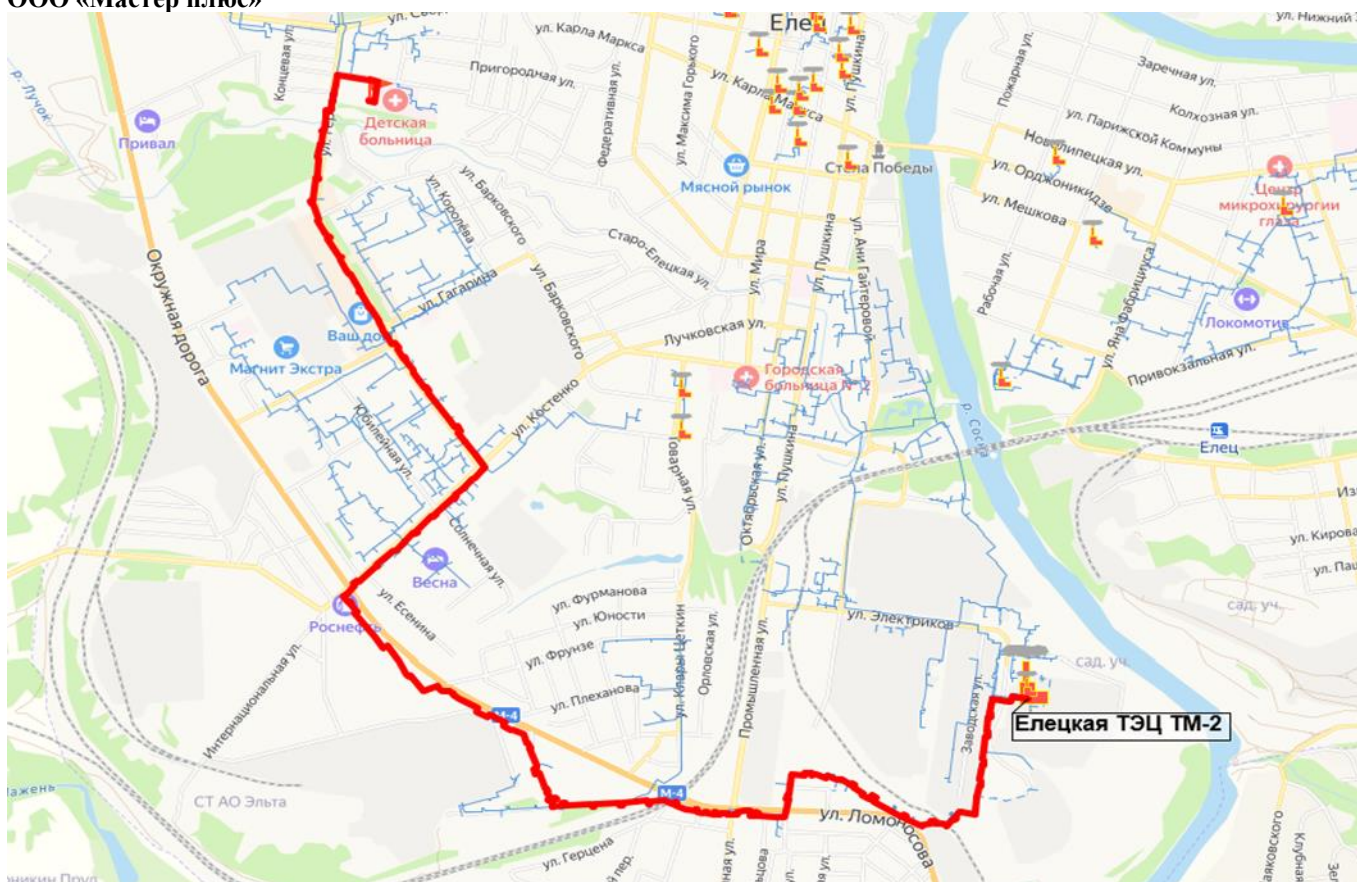 ООО «Мастер плюс»
ул. Карла Маркса
Елец
ул. Нижний
Концевая ул.
Пригородная ул.
Федеративная ул.
ул. Максима Горького
ул. Карла Маркса
ул. Пушкина
Пожарная ул.
Заречная ул.
Колхозная ул.
ул. Парижской Коммуны
р. Лучок
Привал
Детская
больница
Мясной рынок
Стела Победы
Новолипецкая ул.
ул. Орджоникидзе
ул. Мешкова
Центр
микрохирургии
глаза
ул. Королёва
ул. Барковского
Старо-Елецкая ул.
ул. Мира
ул. Пушкина
ул. Ани Гайтеровой
Рабочая ул.
ул. Яна Фабрициуса
Локомотив
Окружная дорога
ул. Гагарина
ул. Барковского
Ваш до
Магнит Экстра
Лучковская ул.
Городская
больница № 2
Привокзальная ул.
ул. Костенко
Юбилейная ул.
Товарная ул.
Октябрьская ул.
ул. Пушкина
р. Сосна
Елец
Солнечная ул.
Весна
ул. Кирова
Роснефть
ул. Есенина
ул. Фурманова
ул. Юности
ул. Фрунзе
ул. Плеханова
ул. Клары Цеткин
Орловская ул.
Промышленная ул.
ул. Электриков
Заводская ул.
сад. уч.
сад. уч.
Интернациональная ул.
М-4
Елецкая ТЭЦ ТМ-2
СТ АО Эльта
М-4
ул. Ломоносова
ул. Герцена
Клубная